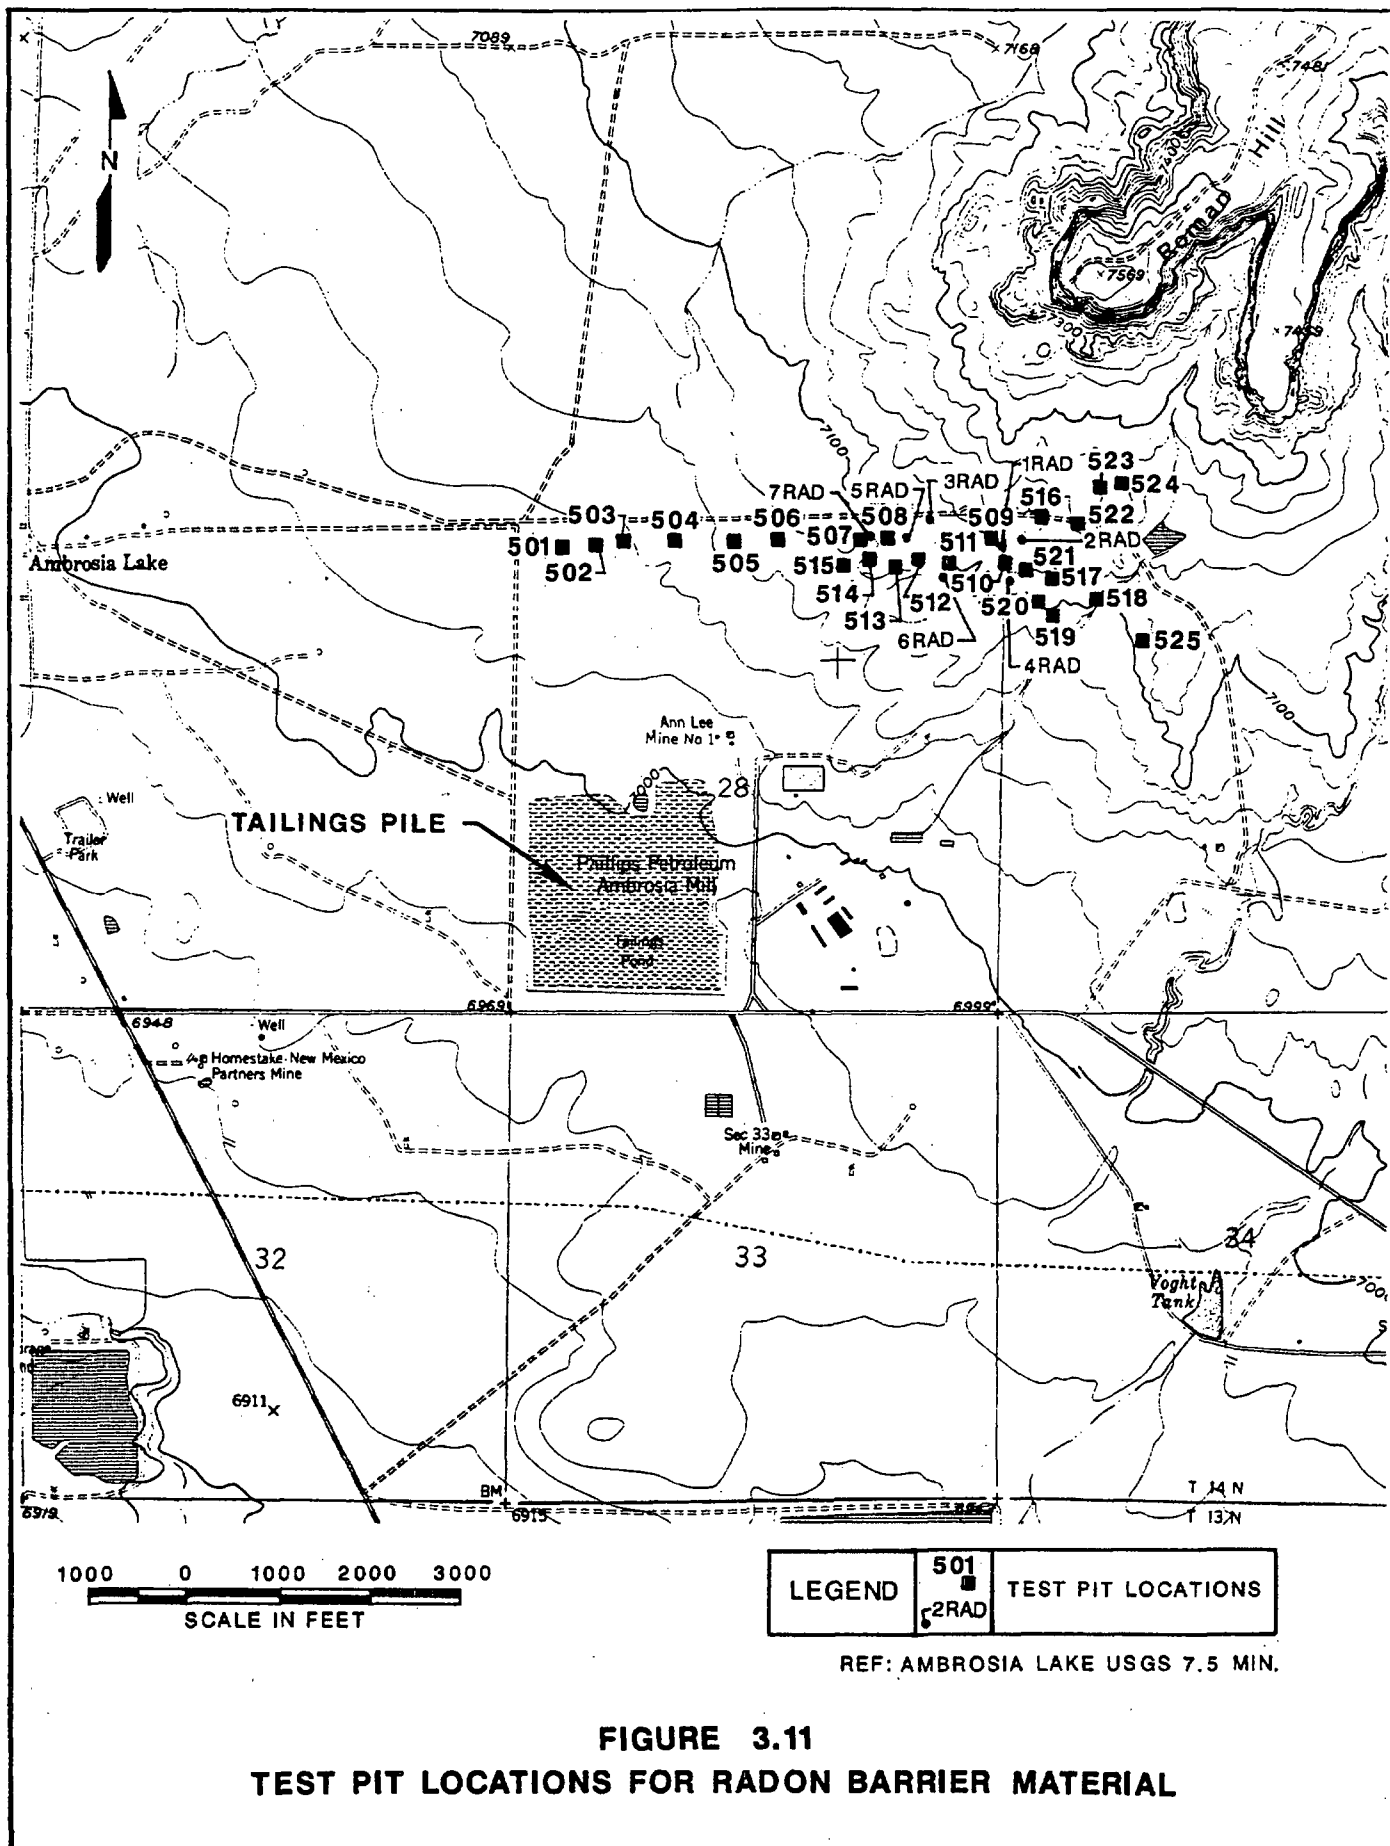 7089
7168
7481
N
Boman Hill
7569
7300
7459
7100
1RAD
523
3RAD
7RAD
5RAD
516
524
503
504
506
508
509
522
501
507
511
2RAD
Ambrosia Lake
502
505
515
521
517
514
512
510
520
518
513
6RAD
519
525
4RAD
7100
Ann Lee
Mine No 1
7000
28
Well
TAILINGS PILE
Trailer
Park
Phillips Petroleum
Ambrosia Mill
Tailings
Pond
6969
6999
6948
Well
Homestake-New Mexico
Partners Mine
Sec 33
Mine
32
33
34
Voght
Tank
7000
6911
BM
T 14 N
6919
6915
T 13 N
1000 0 1000 2000 3000
SCALE IN FEET
LEGEND
501
2RAD
TEST PIT LOCATIONS
REF: AMBROSIA LAKE USGS 7.5 MIN.
FIGURE 3.11
TEST PIT LOCATIONS FOR RADON BARRIER MATERIAL